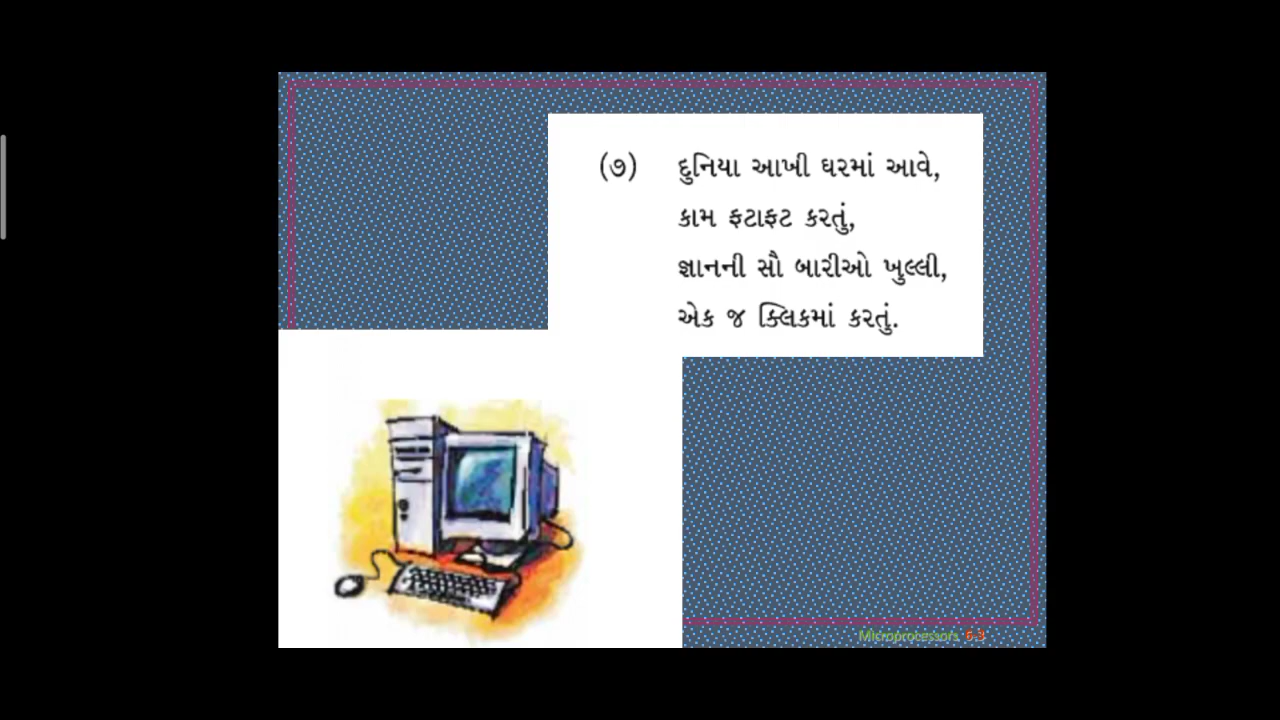 (૭) દુનિયા આખી ઘરમાં આવે,
કામ ફટાફટ કરતું,
જ્ઞાનની સૌ બારીઓ ખુલ્લી,
એક જ ક્લિકમાં કરતું.
Microprocessors 6-3